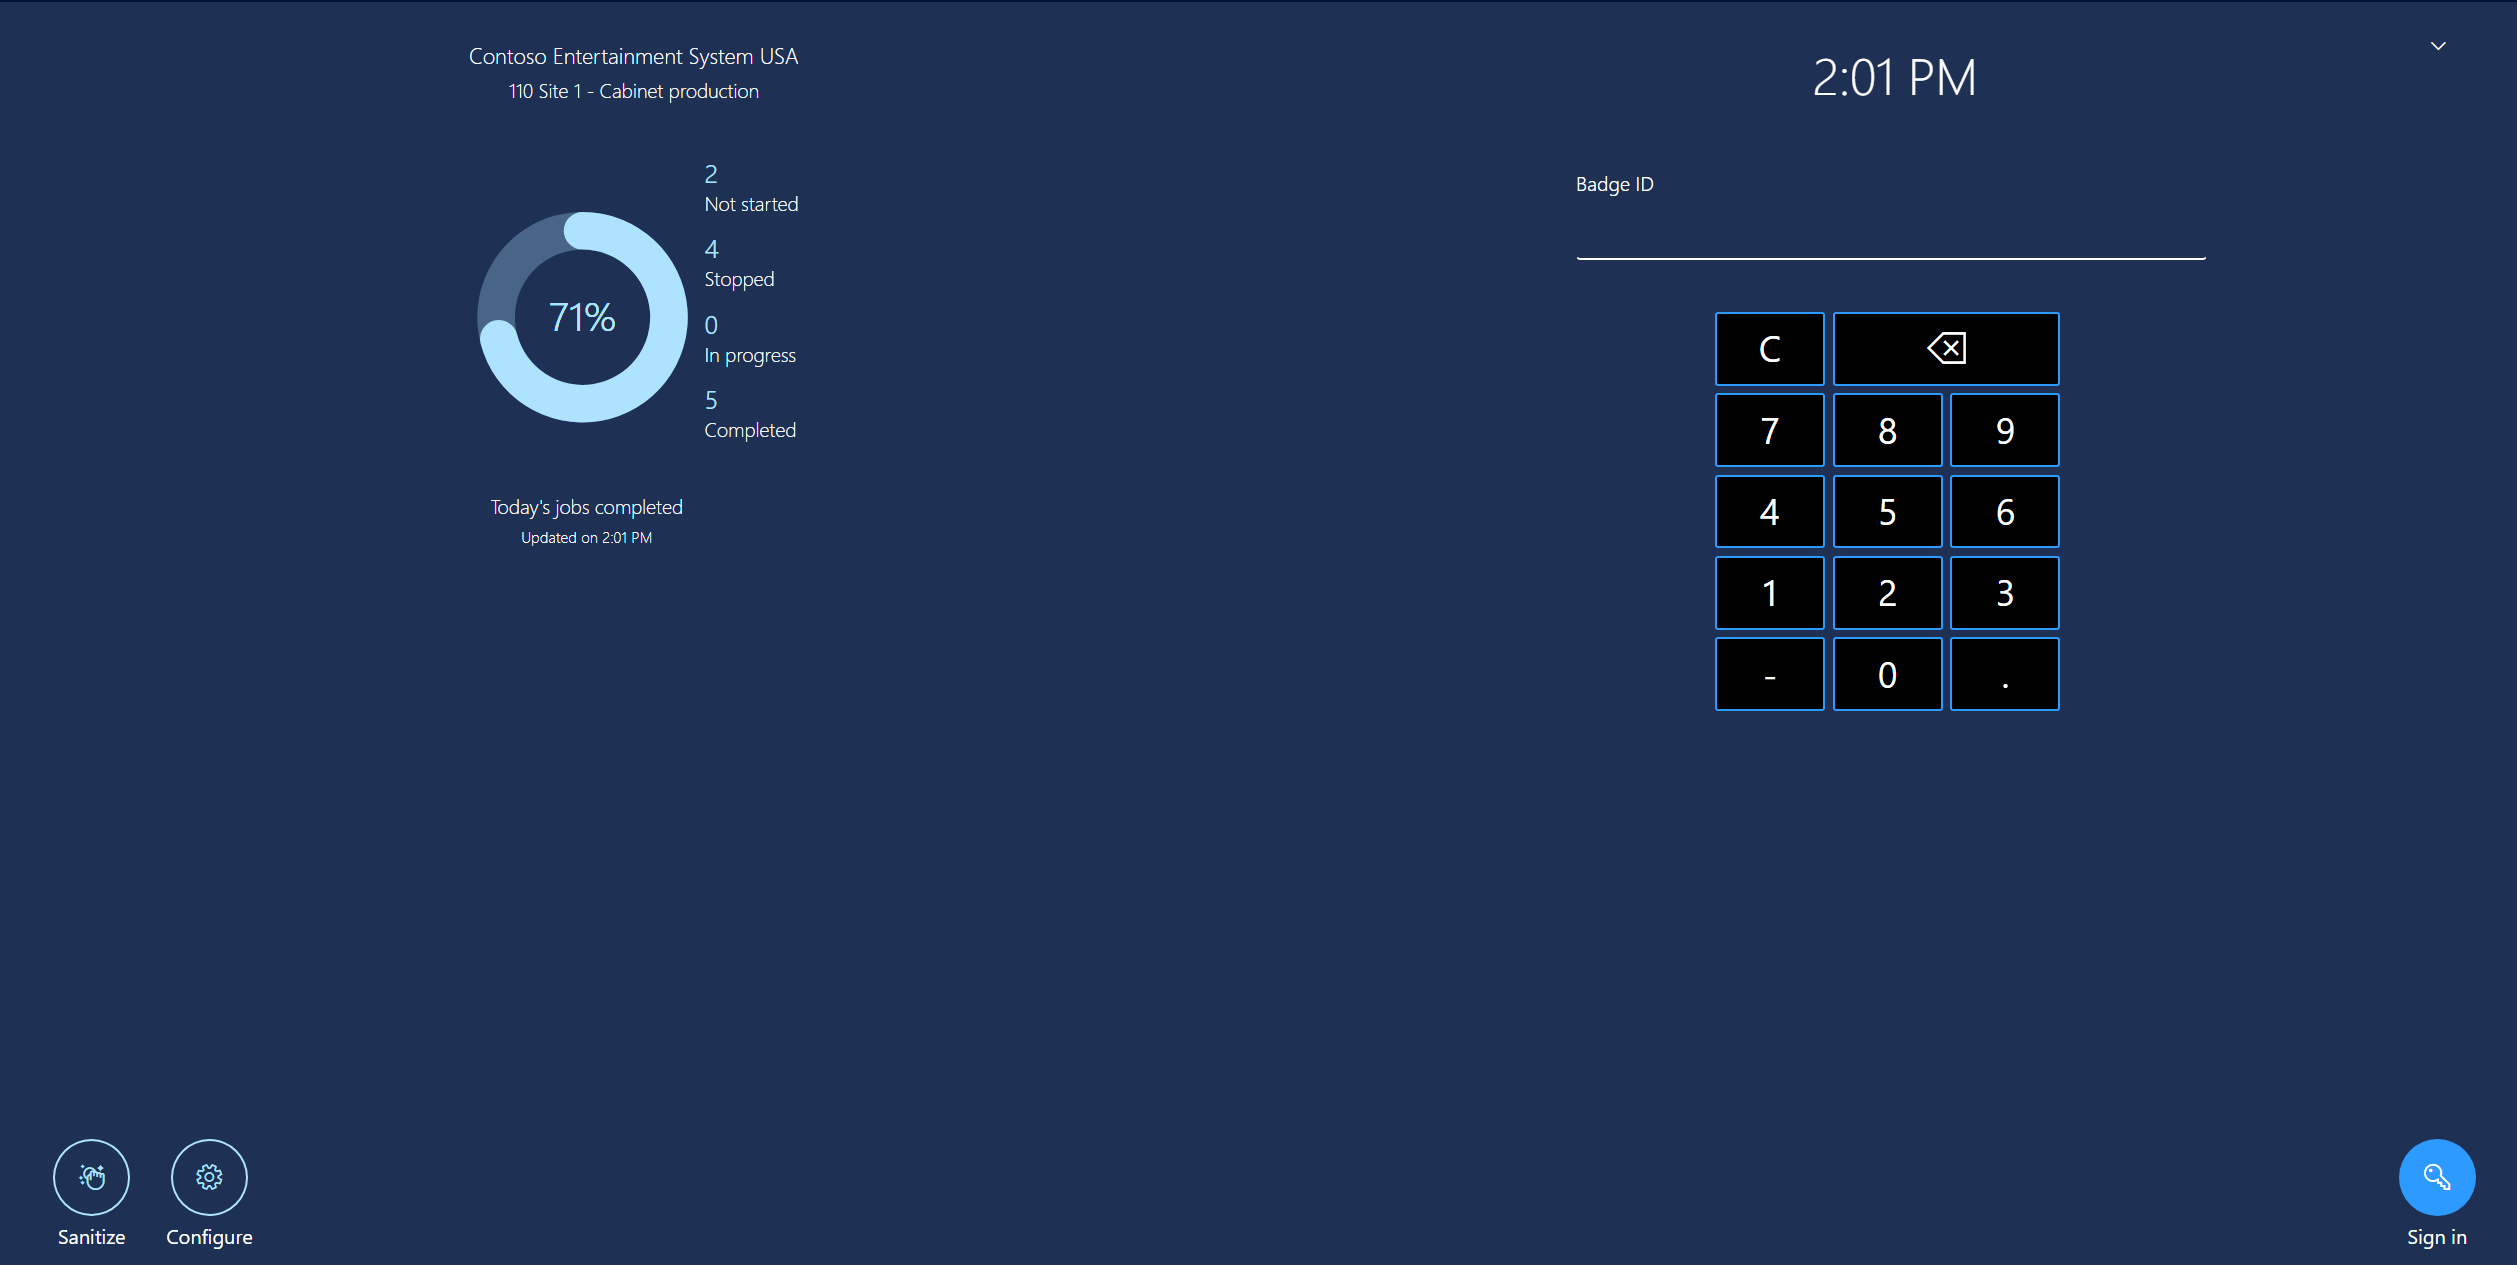 Contoso Entertainment System USA
110 Site 1 - Cabinet production
2
Not started
4
Stopped
71%
0
In progress
5
Completed
Today's jobs completed
Updated on 2:01 PM
2:01 PM
Badge ID
C
7 8 9
4 5 6
1 2 3
- 0 .
Sanitize Configure
Sign in